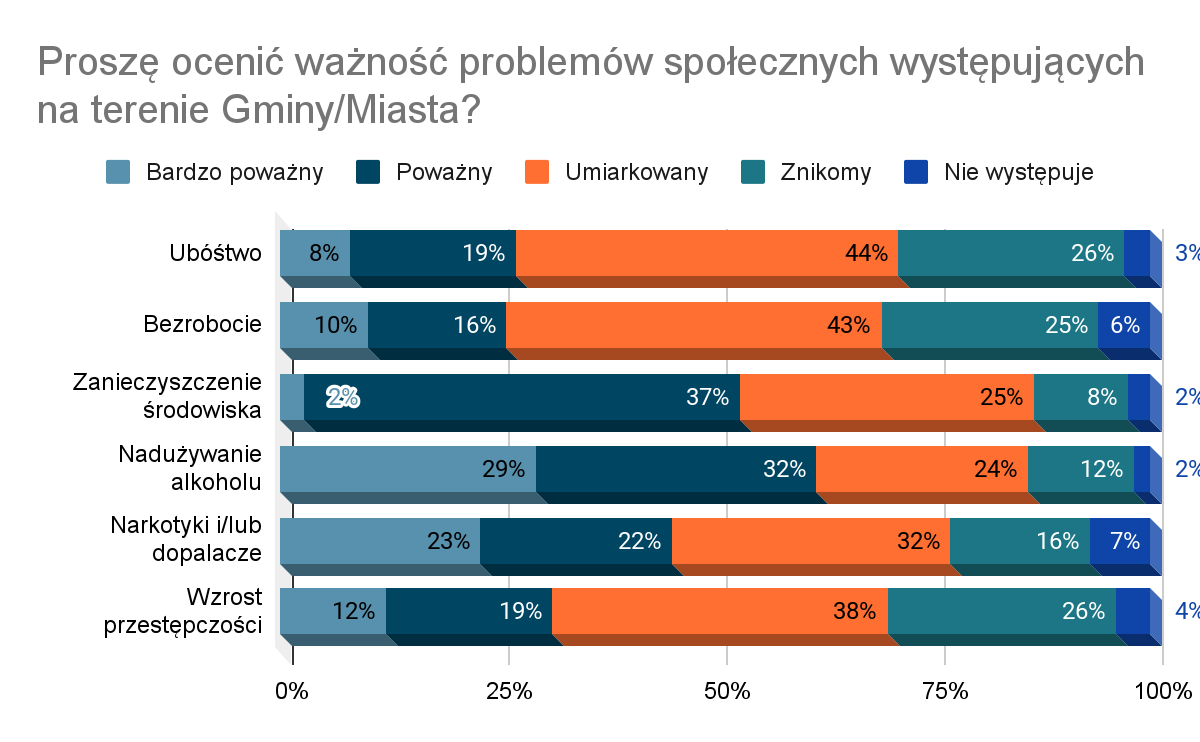 Proszę ocenić ważność problemów społecznych występujących
na terenie Gminy/Miasta?
Bardzo poważny Poważny Umiarkowany Znikomy Nie występuje
Ubóśtwo 8% 19% 44% 26% 3%
Bezrobocie 10% 16% 43% 25% 6%
Zanieczyszczenie
środowiska 2% 37% 25% 8% 2%
Nadużywanie
alkoholu 29% 32% 24% 12% 2%
Narkotyki i/lub
dopalacze 23% 22% 32% 16% 7%
Wzrost
przestępczości 12% 19% 38% 26% 4%
0% 25% 50% 75% 100%